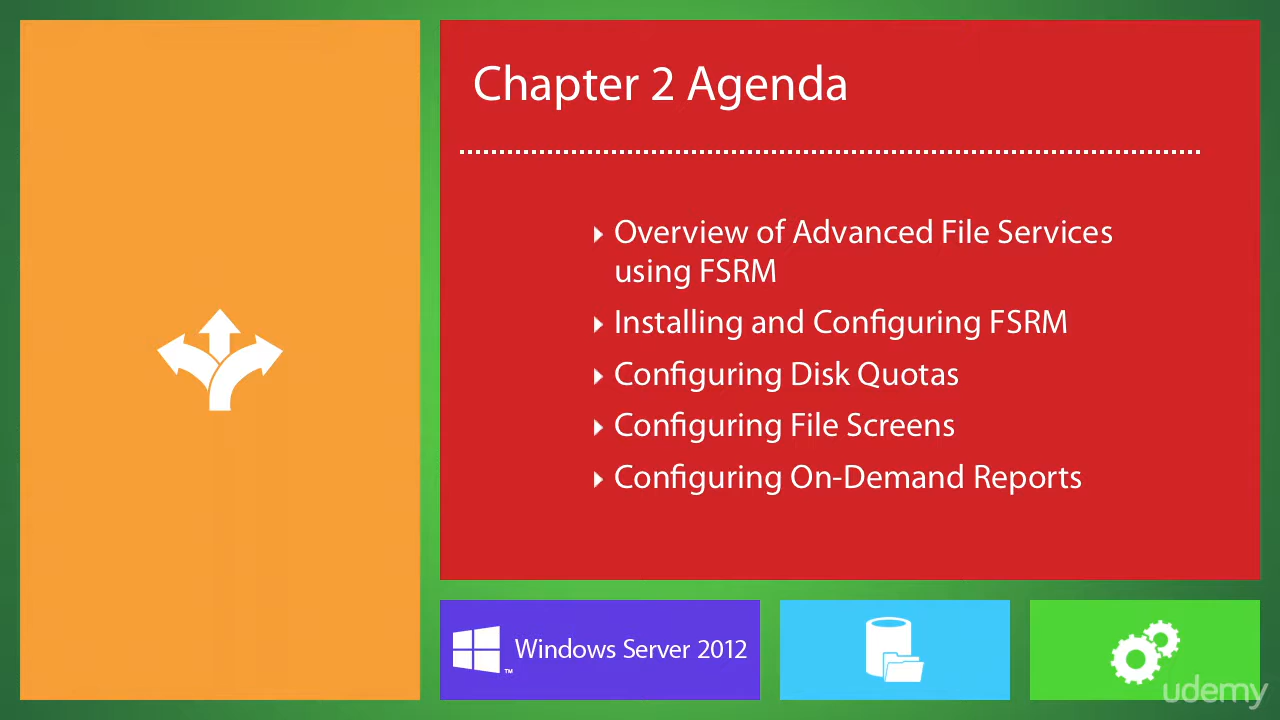 Chapter 2 Agenda
Overview of Advanced File Services
using FSRM
Installing and Configuring FSRM
Configuring Disk Quotas
Configuring File Screens
Configuring On-Demand Reports
Windows Server 2012
™
udemy